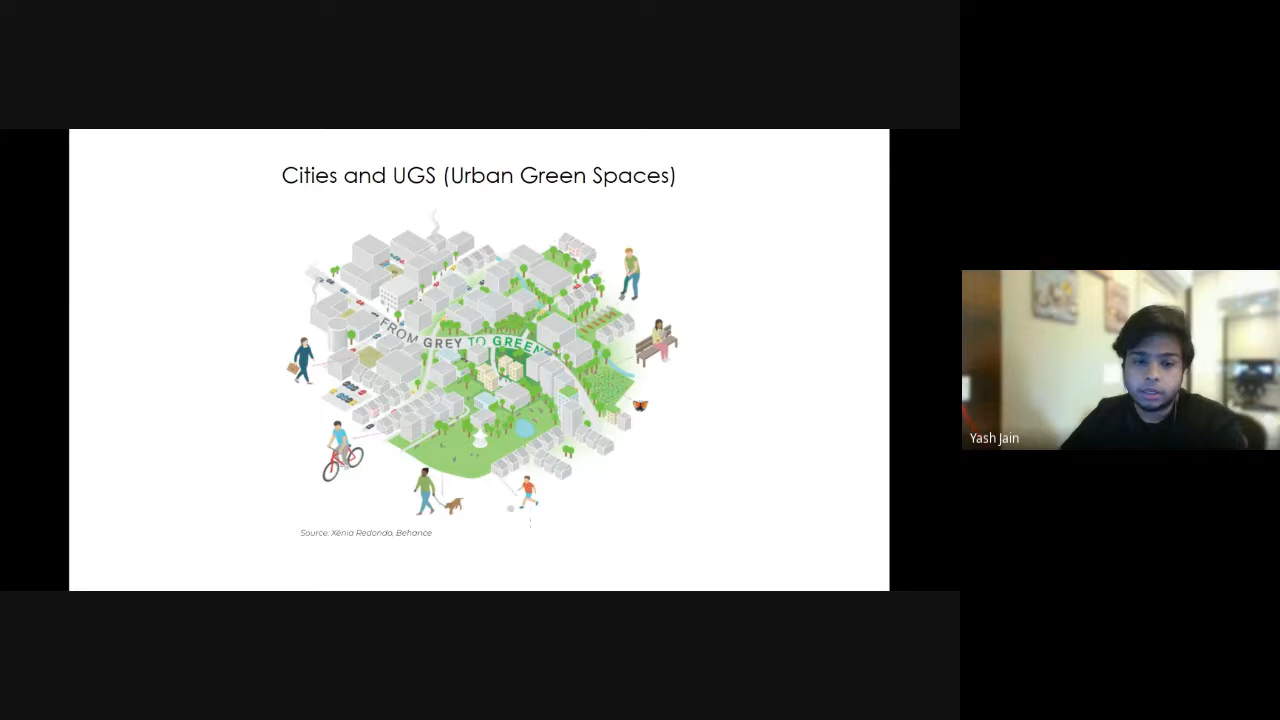 Cities and UGS (Urban Green Spaces)
FROM GREY TO GREEN
Source: Xènia Redondo, Behance
Yash Jain